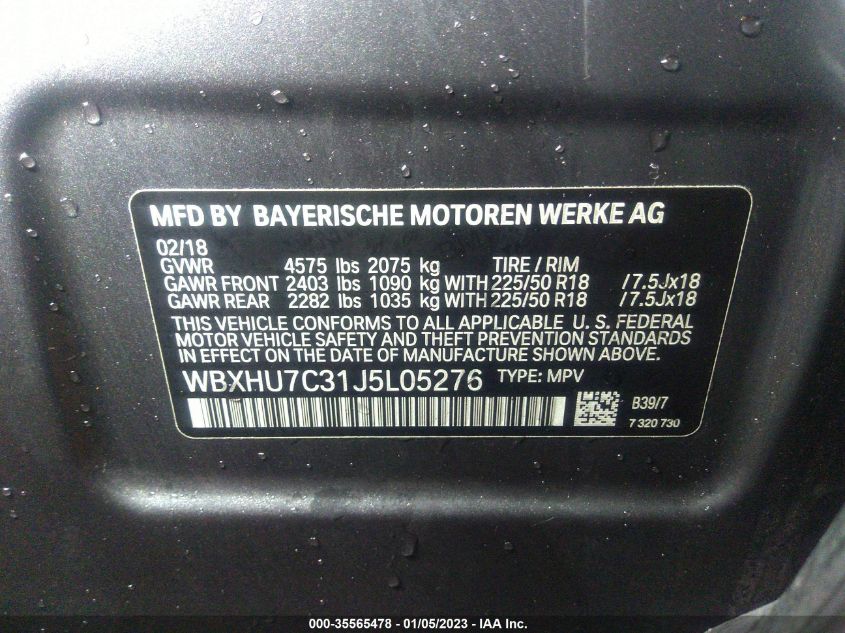 MFD BY BAYERISCHE MOTOREN WERKE AG
02/18
GVWR 4575 lbs 2075 kg TIRE / RIM
GAWR FRONT 2403 lbs 1090 kg WITH 225/50 R18 /7.5Jx18
GAWR REAR 2282 lbs 1035 kg WITH 225/50 R18 /7.5Jx18
THIS VEHICLE CONFORMS TO ALL APPLICABLE U. S. FEDERAL
MOTOR VEHICLE SAFETY AND THEFT PREVENTION STANDARDS
IN EFFECT ON THE DATE OF MANUFACTURE SHOWN ABOVE.
WBXHU7C31J5L05276 TYPE: MPV
B39/7
7 320 730
000-35565478 - 01/05/2023 - IAA Inc.